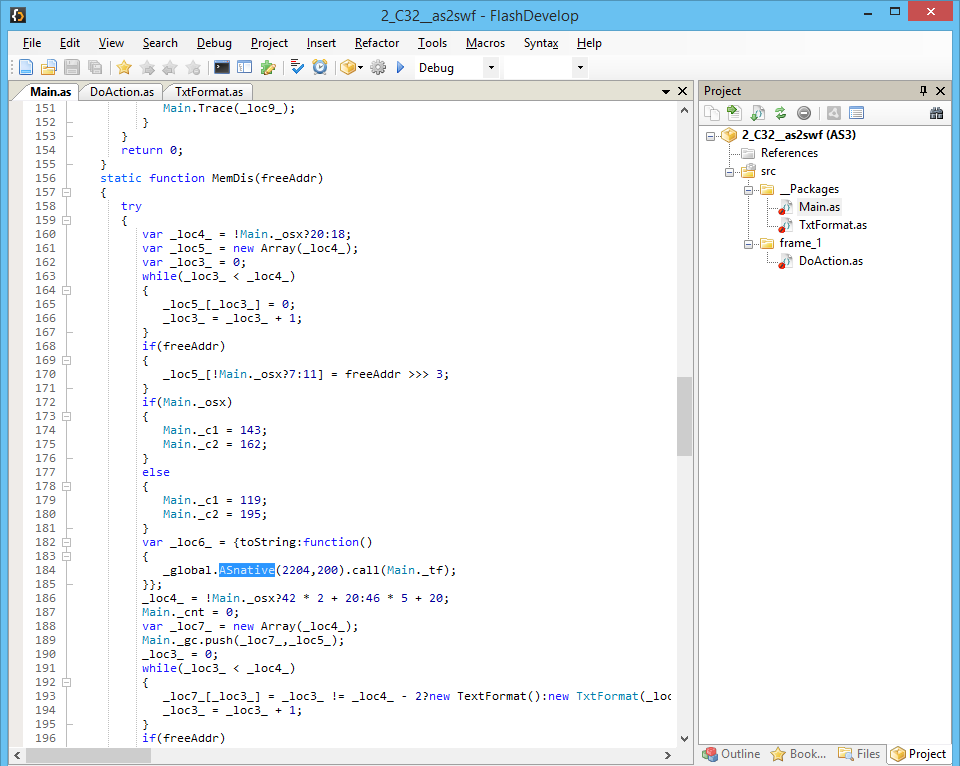 2_C32__as2swf - FlashDevelop
File Edit View Search Debug Project Insert Refactor Tools Macros Syntax Help
Debug
Main.as DoAction.as TxtFormat.as
151 Main.Trace(_loc9_);
152 }
153 }
154 return 0;
155 }
156 static function MemDis(freeAddr)
157 {
158 try
159 {
160 var _loc4_ = !Main._osx?20:18;
161 var _loc5_ = new Array(_loc4_);
162 var _loc3_ = 0;
163 while(_loc3_ < _loc4_)
164 {
165 _loc5_[_loc3_] = 0;
166 _loc3_ = _loc3_ + 1;
167 }
168 if(freeAddr)
169 {
170 _loc5_[!Main._osx?7:11] = freeAddr >>> 3;
171 }
172 if(Main._osx)
173 {
174 Main._c1 = 143;
175 Main._c2 = 162;
176 }
177 else
178 {
179 Main._c1 = 119;
180 Main._c2 = 195;
181 }
182 var _loc6_ = {toString:function()
183 {
184 _global.ASnative(2204,200).call(Main._tf);
185 }};
186 _loc4_ = !Main._osx?42 * 2 + 20:46 * 5 + 20;
187 Main._cnt = 0;
188 var _loc7_ = new Array(_loc4_);
189 Main._gc.push(_loc7_,_loc5_);
190 _loc3_ = 0;
191 while(_loc3_ < _loc4_)
192 {
193 _loc7_[_loc3_] = _loc3_ != _loc4_ - 2?new TextFormat():new TxtFormat(_loc
194 _loc3_ = _loc3_ + 1;
195 }
196 if(freeAddr)
Project
2_C32__as2swf (AS3)
References
src
__Packages
Main.as
TxtFormat.as
frame_1
DoAction.as
Outline Book... Files Project